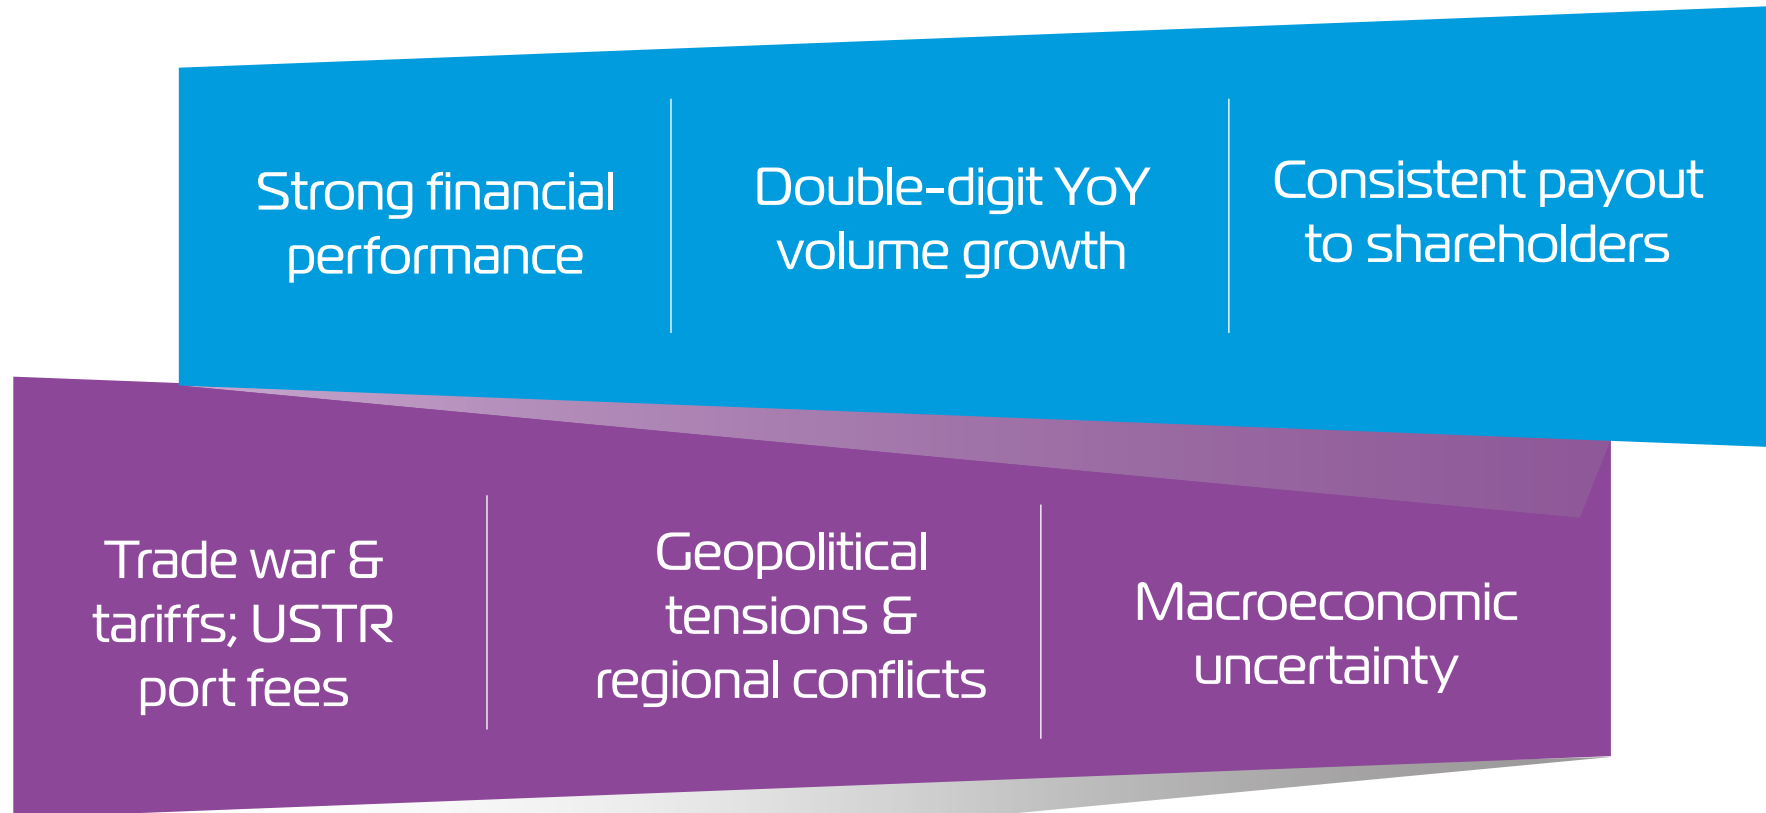 Strong financial
performance
Double-digit YoY
volume growth
Consistent payout
to shareholders
Trade war &
tariffs; USTR
port fees
Geopolitical
tensions &
regional conflicts
Macroeconomic
uncertainty